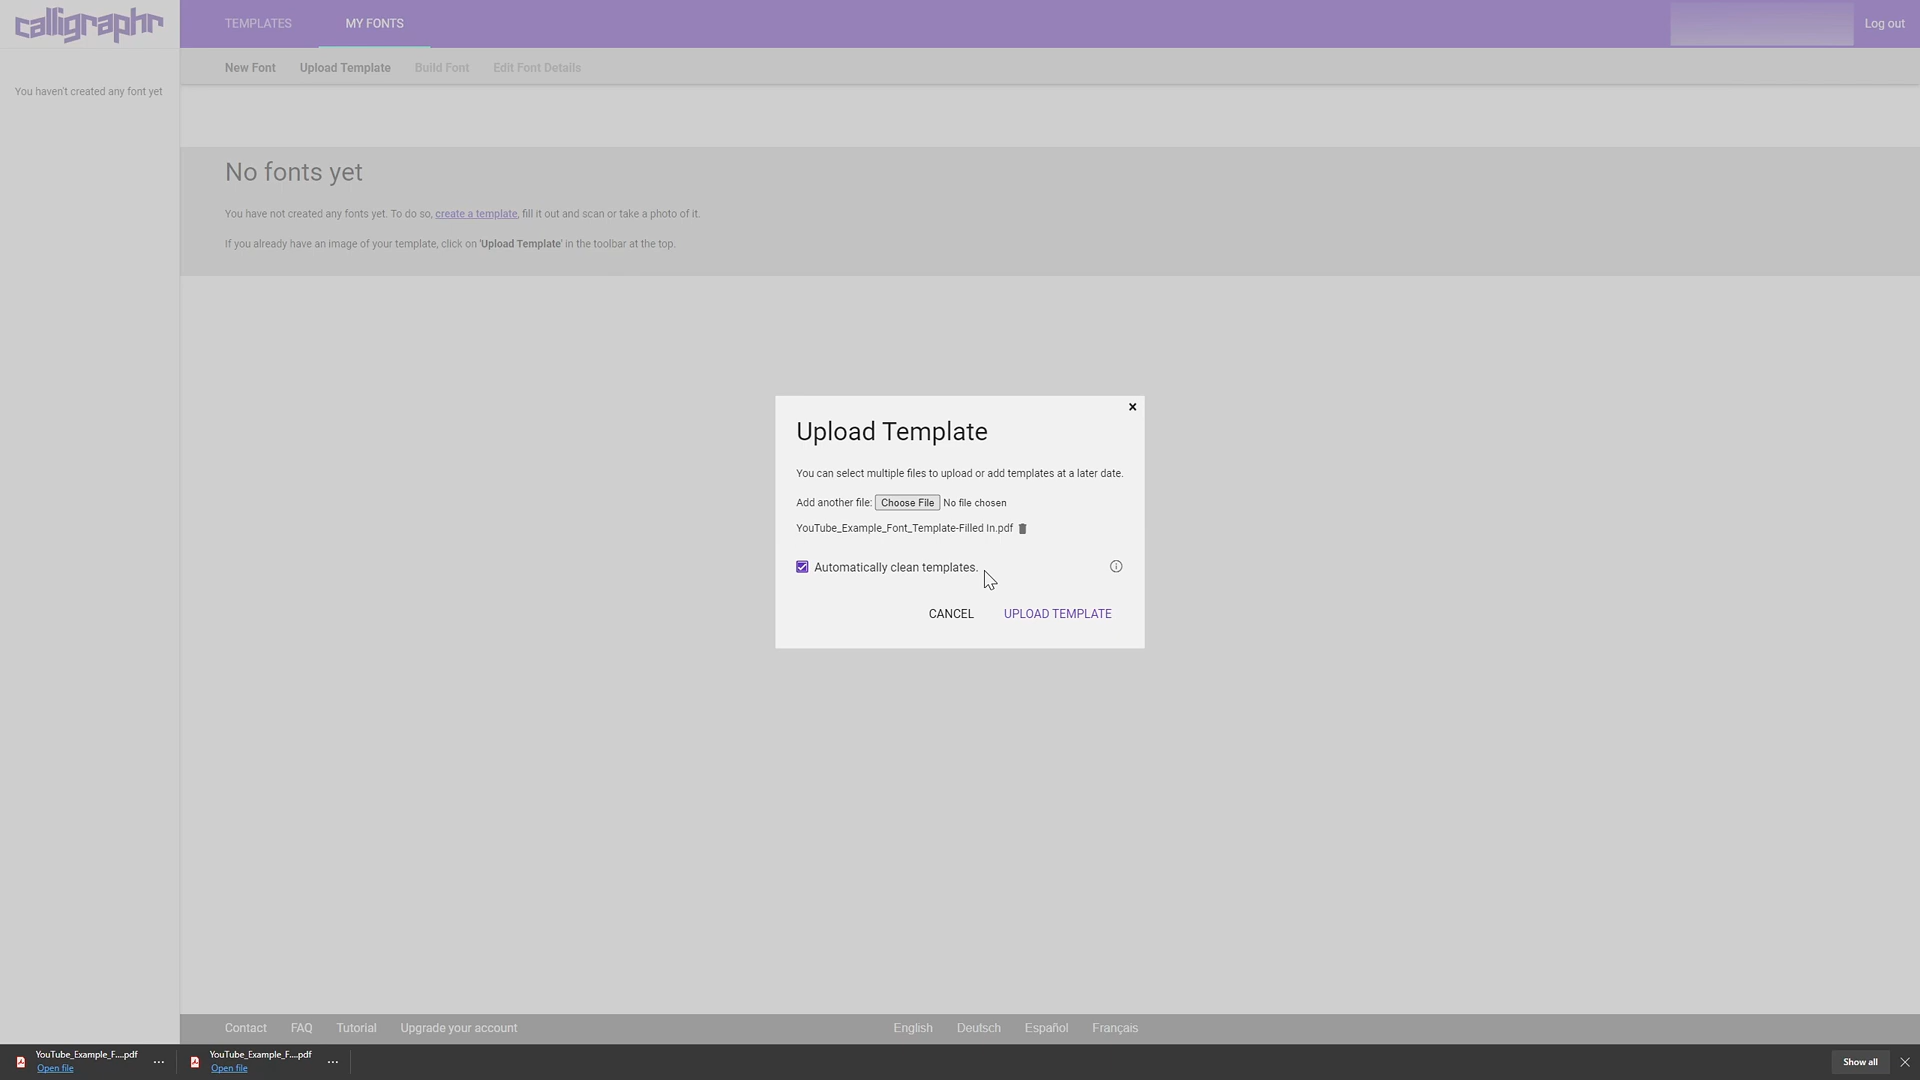 calligraphr
TEMPLATES
MY FONTS
Log out
New Font
Upload Template
Build Font
Edit Font Details
You haven't created any font yet
No fonts yet
You have not created any fonts yet. To do so, create a template, fill it out and scan or take a photo of it.
If you already have an image of your template, click on 'Upload Template' in the toolbar at the top.
x
Upload Template
You can select multiple files to upload or add templates at a later date.
Add another file: Choose File No file chosen
YouTube_Example_Font_Template-Filled In.pdf
Automatically clean templates.
CANCEL
UPLOAD TEMPLATE
Contact
FAQ
Tutorial
Upgrade your account
English
Deutsch
Español
Français
YouTube_Example_F....pdf
Open file
YouTube_Example_F....pdf
Open file
Show all